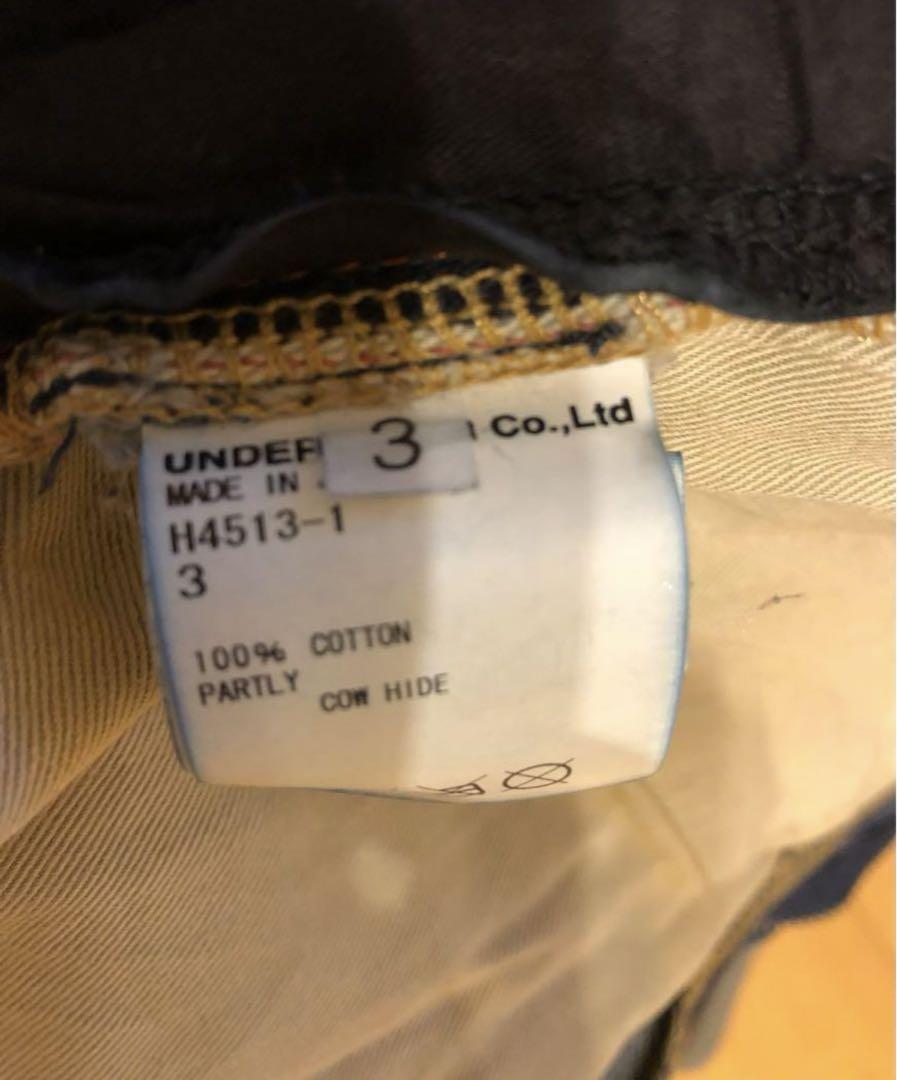 UNDER 3 Co.,Ltd
MADE IN
H4513-1
3
100% COTTON
PARTLY COW HIDE